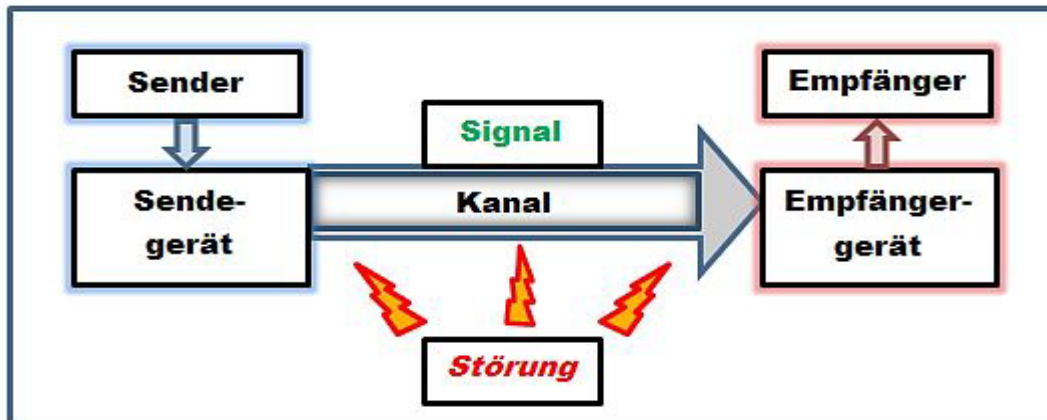 Sender
Empfänger
Signal
Sende-
gerät
Kanal
Empfänger-
gerät
Störung